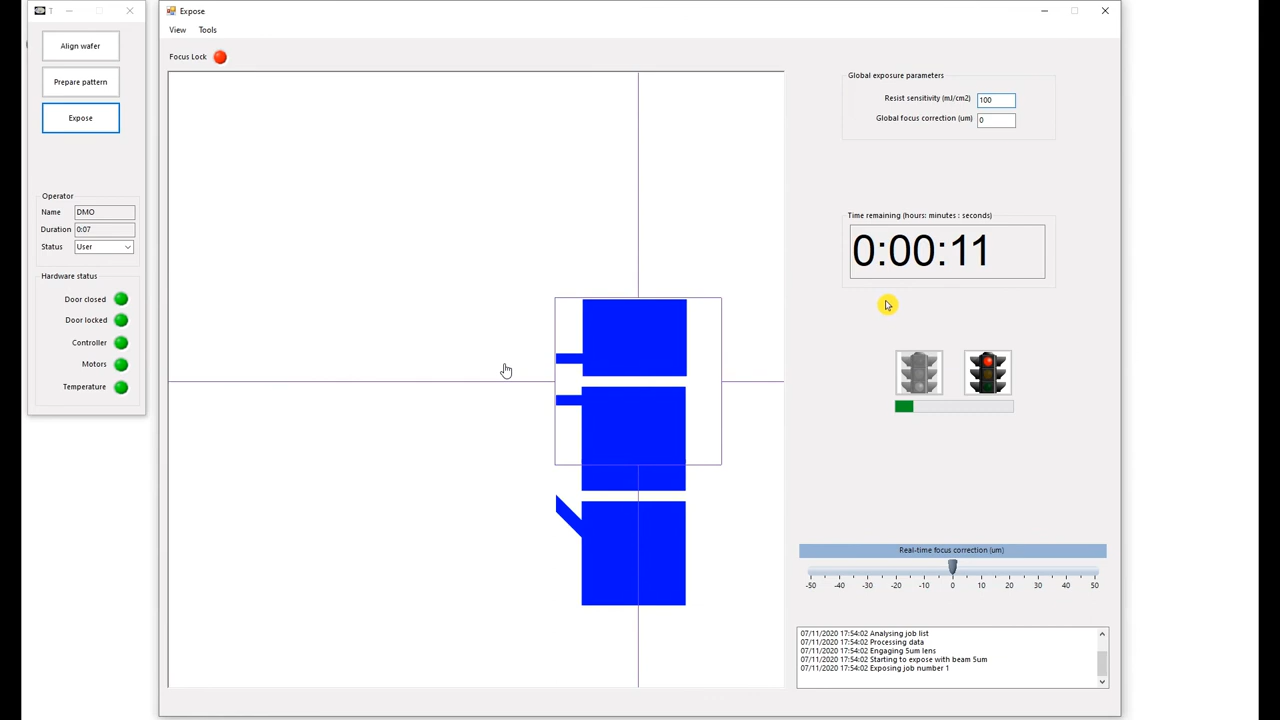 T
Align wafer
Prepare pattern
Expose
Operator
Name DMO
Duration 0:07
Status User
Hardware status
Door closed
Door locked
Controller
Motors
Temperature
Expose
View Tools
Focus Lock
Global exposure parameters
Resist sensitivity (mJ/cm2) 100
Global focus correction (um) 0
Time remaining (hours: minutes : seconds)
0:00:11
Real-time focus correction (um)
-50 -40 -30 -20 -10 0 10 20 30 40 50
07/11/2020 17:54:02 Analysing job list
07/11/2020 17:54:02 Processing data
07/11/2020 17:54:02 Engaging 5um lens
07/11/2020 17:54:02 Starting to expose with beam 5um
07/11/2020 17:54:02 Exposing job number 1